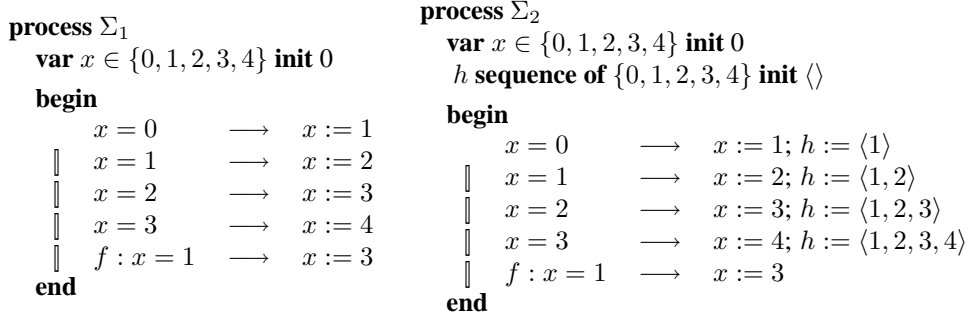 process Σ₁
var x ∈ {0, 1, 2, 3, 4} init 0
begin
x = 0 ⟶ x := 1
▯ x = 1 ⟶ x := 2
▯ x = 2 ⟶ x := 3
▯ x = 3 ⟶ x := 4
▯ f : x = 1 ⟶ x := 3
end
process Σ₂
var x ∈ {0, 1, 2, 3, 4} init 0
h sequence of {0, 1, 2, 3, 4} init ⟨⟩
begin
x = 0 ⟶ x := 1; h := ⟨1⟩
▯ x = 1 ⟶ x := 2; h := ⟨1, 2⟩
▯ x = 2 ⟶ x := 3; h := ⟨1, 2, 3⟩
▯ x = 3 ⟶ x := 4; h := ⟨1, 2, 3, 4⟩
▯ f : x = 1 ⟶ x := 3
end